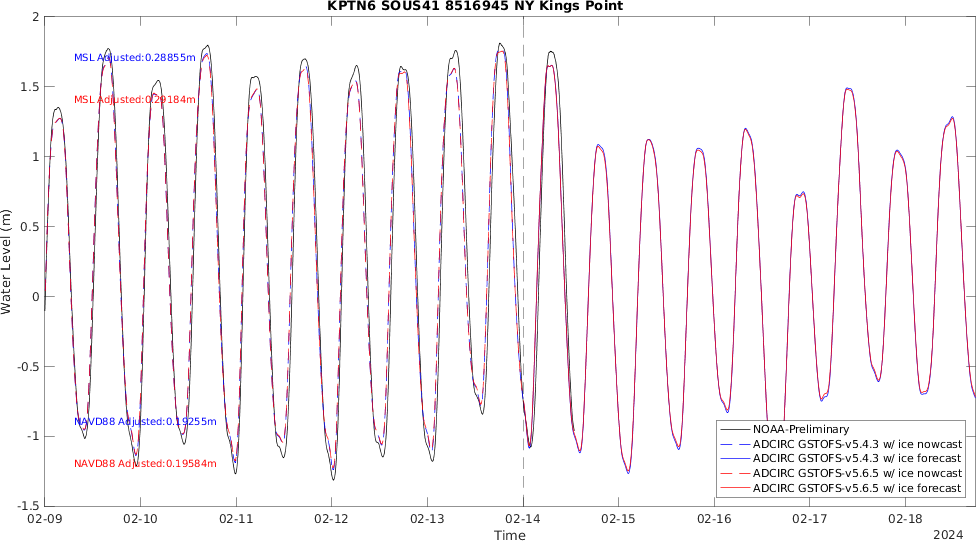 KPTN6 SOUS41 8516945 NY Kings Point
2
1.5
1
0.5
0
-0.5
-1
-1.5
Water Level (m)
MSL Adjusted:0.28855m
MSL Adjusted:0.29184m
NAVD88 Adjusted:0.19255m
NAVD88 Adjusted:0.19584m
NOAA-Preliminary
ADCIRC GSTOFS-v5.4.3 w/ ice nowcast
ADCIRC GSTOFS-v5.4.3 w/ ice forecast
ADCIRC GSTOFS-v5.6.5 w/ ice nowcast
ADCIRC GSTOFS-v5.6.5 w/ ice forecast
02-09 02-10 02-11 02-12 02-13 02-14 02-15 02-16 02-17 02-18
Time
2024